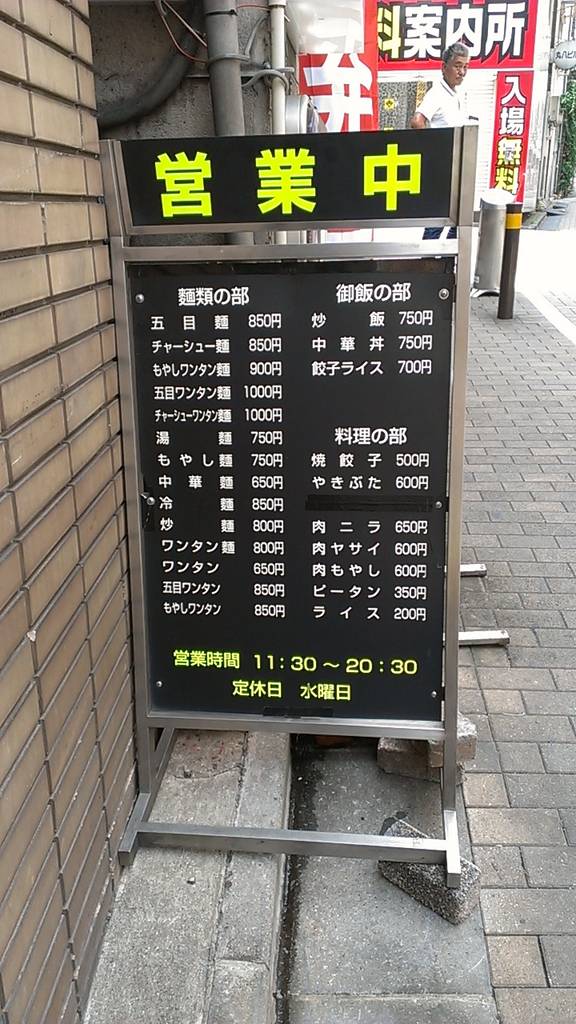 料案内所
入場無料
弁
営業中
麺類の部
五目麺 850円
チャーシュー麺 850円
もやしワンタン麺 900円
五目ワンタン麺 1000円
チャーシューワンタン麺 1000円
湯麺 750円
もやし麺 750円
中華麺 650円
冷麺 850円
炒麺 800円
ワンタン麺 800円
ワンタン 650円
五目ワンタン 850円
もやしワンタン 850円
御飯の部
炒飯 750円
中華丼 750円
餃子ライス 700円
料理の部
焼餃子 500円
やきぶた 600円
肉ニラ 650円
肉ヤサイ 600円
肉もやし 600円
ピータン 350円
ライス 200円
営業時間 11:30～20:30
定休日 水曜日